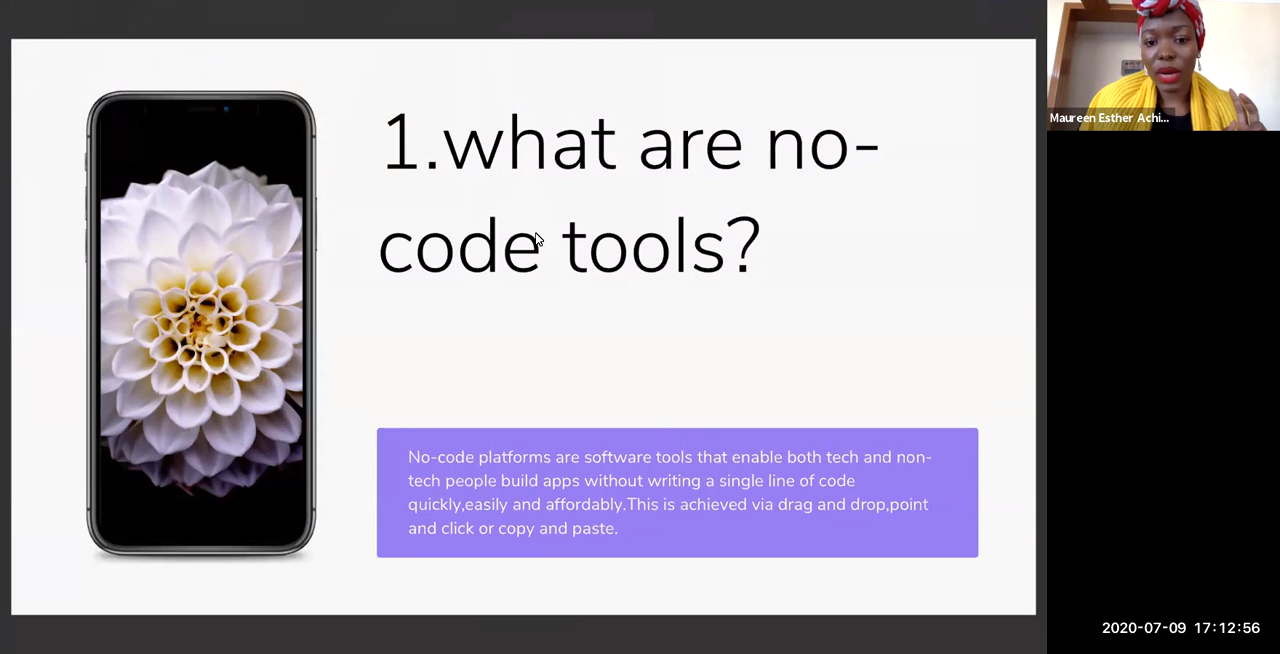 1.what are no-
code tools?
No-code platforms are software tools that enable both tech and non-
tech people build apps without writing a single line of code
quickly,easily and affordably.This is achieved via drag and drop,point
and click or copy and paste.
Maureen Esther Achi...
2020-07-09 17:12:56